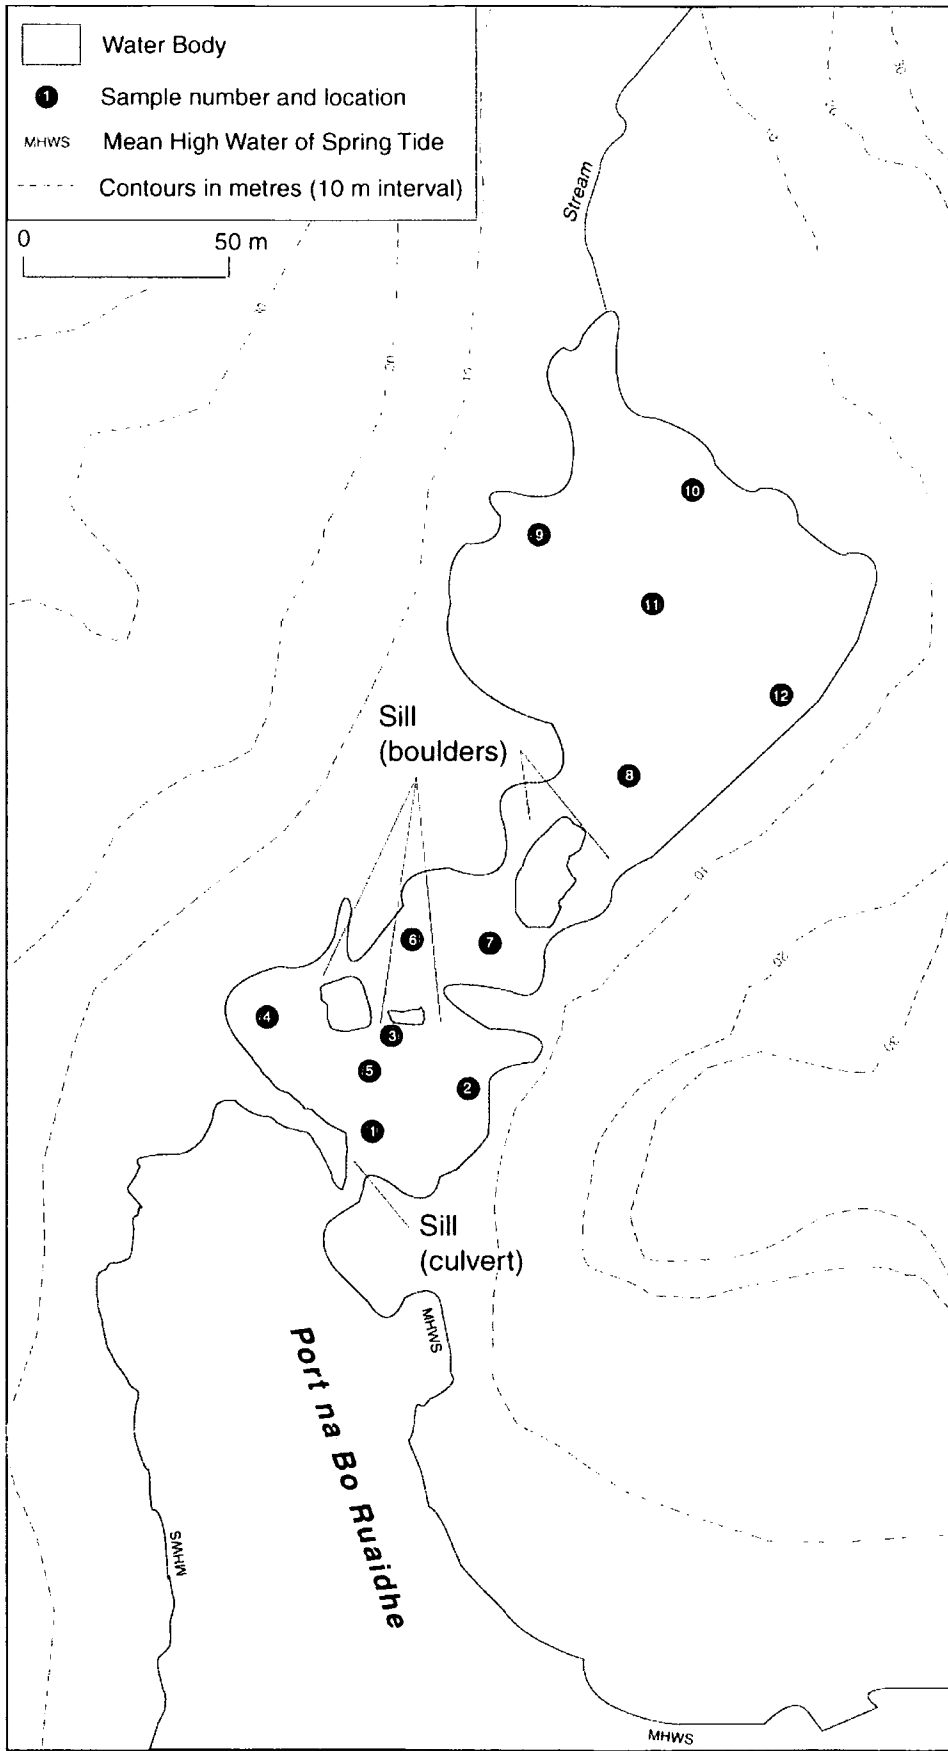 Water Body
1 Sample number and location
MHWS Mean High Water of Spring Tide
Contours in metres (10 m interval)
0 50 m
Stream
10
9
11
12
Sill
(boulders)
8
10
6
7
4
3
5
2
1
Sill
(culvert)
MHWS
Port na Bo Ruaidhe
MHWS
MHWS